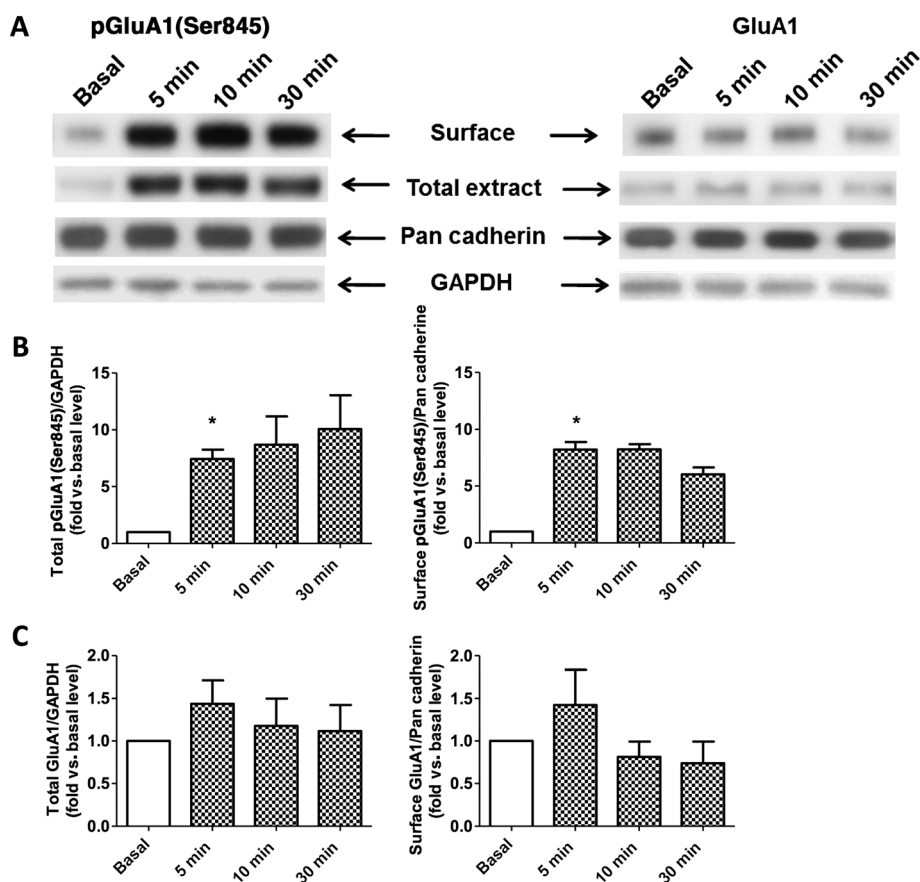 A
pGluA1(Ser845)
GluA1
Basal
5 min
10 min
30 min
Basal
5 min
10 min
30 min
Surface
Total extract
Pan cadherin
GAPDH
B
Total pGluA1(Ser845)/GAPDH
(fold vs. basal level)
15
10
5
0
Basal
5 min
10 min
30 min
*
Surface pGluA1(Ser845)/Pan cadherine
(fold vs. basal level)
15
10
5
0
Basal
5 min
10 min
30 min
*
C
Total GluA1/GAPDH
(fold vs. basal level)
2.0
1.5
1.0
0.5
0.0
Basal
5 min
10 min
30 min
Surface GluA1/Pan cadherin
(fold vs. basal level)
2.0
1.5
1.0
0.5
0.0
Basal
5 min
10 min
30 min